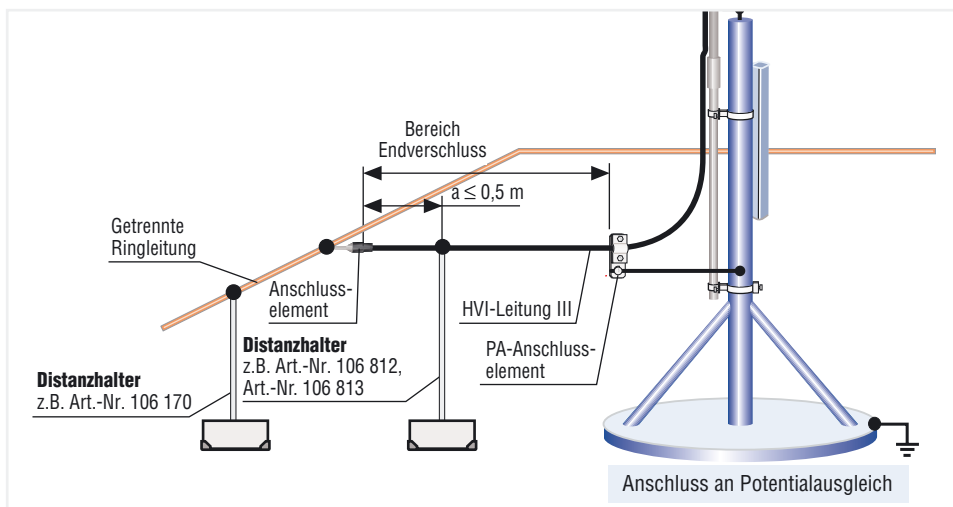 Bereich
Endverschluss
a ≤ 0,5 m
Getrennte
Ringleitung
Anschluss-
element
HVI-Leitung III
PA-Anschluss-
element
Distanzhalter
z.B. Art.-Nr. 106 812,
Art.-Nr. 106 813
Distanzhalter
z.B. Art.-Nr. 106 170
Anschluss an Potentialausgleich